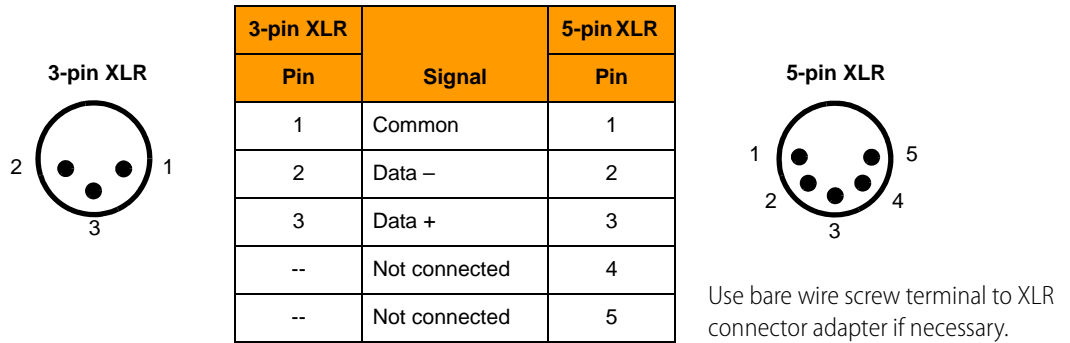 3-pin XLR
2
1
3
3-pin XLR 5-pin XLR
Pin Signal Pin
1 Common 1
2 Data – 2
3 Data + 3
-- Not connected 4
-- Not connected 5
5-pin XLR
1
5
2
4
3
Use bare wire screw terminal to XLR
connector adapter if necessary.